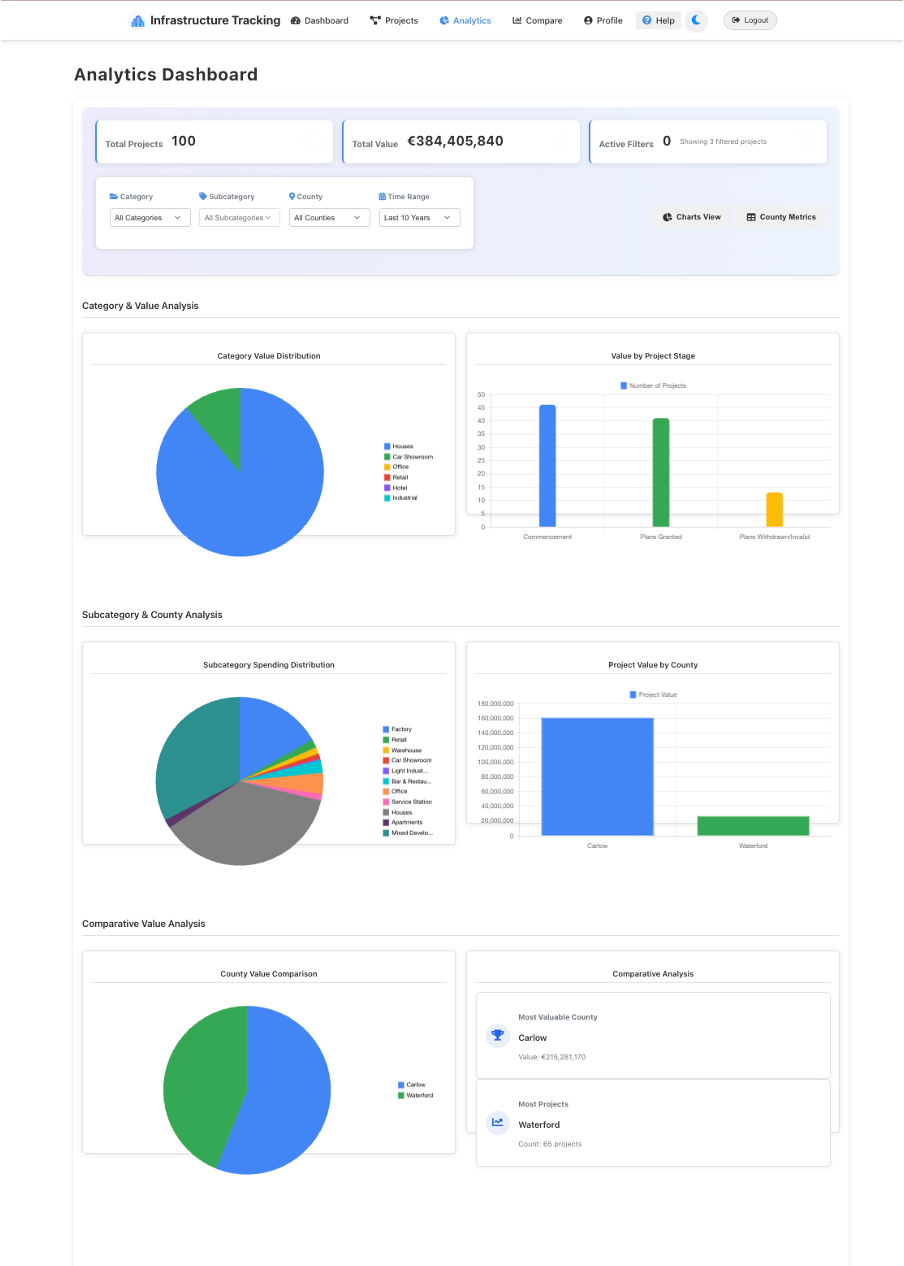 Infrastructure Tracking
Dashboard
Projects
Analytics
Compare
Profile
Help
Logout
Analytics Dashboard
Total Projects 100
Total Value €384,405,840
Active Filters 0 Showing 3 filtered projects
Category
Subcategory
County
Time Range
All Categories
All Subcategories
All Counties
Last 10 Years
Charts View
County Metrics
Category & Value Analysis
Category Value Distribution
Houses
Car Showroom
Office
Retail
Hotel
Industrial
Value by Project Stage
Number of Projects
50
45
40
35
30
25
20
15
10
5
0
Commencement
Plans Granted
Plans Withdrawn/Invalid
Subcategory & County Analysis
Subcategory Spending Distribution
Factory
Retail
Warehouse
Car Showroom
Light Indust...
Bar & Restau...
Office
Service Station
Houses
Apartments
Mixed Develo...
Project Value by County
Project Value
180,000,000
160,000,000
140,000,000
120,000,000
100,000,000
80,000,000
60,000,000
40,000,000
20,000,000
0
Carlow
Waterford
Comparative Value Analysis
County Value Comparison
Carlow
Waterford
Comparative Analysis
Most Valuable County
Carlow
Value: €215,281,170
Most Projects
Waterford
Count: 65 projects